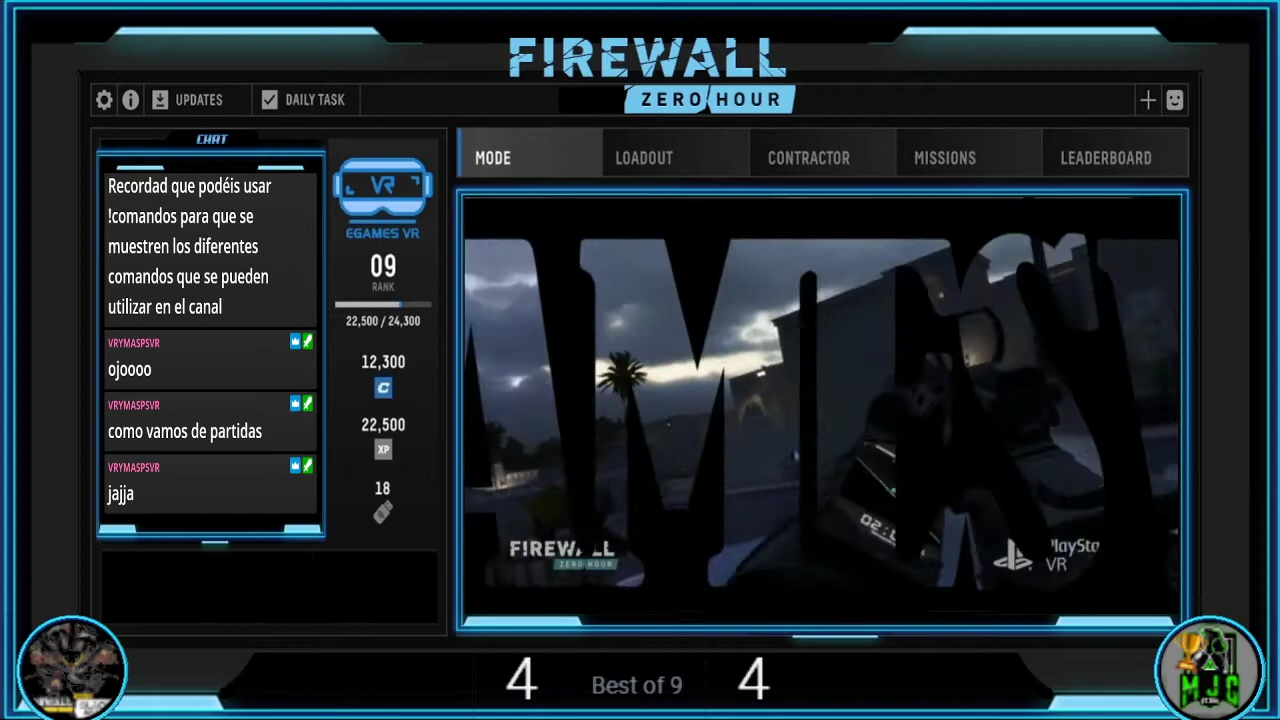 F!REWALL
ZERO HOUR
UPDATES
DAILY TASK
CHAT
Recordad que podéis usar
!comandos para que se
muestren los diferentes
comandos que se pueden
utilizar en el canal
VRYMASPSVR
ojoooo
VRYMASPSVR
como vamos de partidas
VRYMASPSVR
jajja
VR
EGAMES VR
09
RANK
22,500 / 24,300
12,300
C
22,500
XP
18
MODE
LOADOUT
CONTRACTOR
MISSIONS
LEADERBOARD
AMES
ZERO HOUR
VR
4
Best of 9
4
MJC